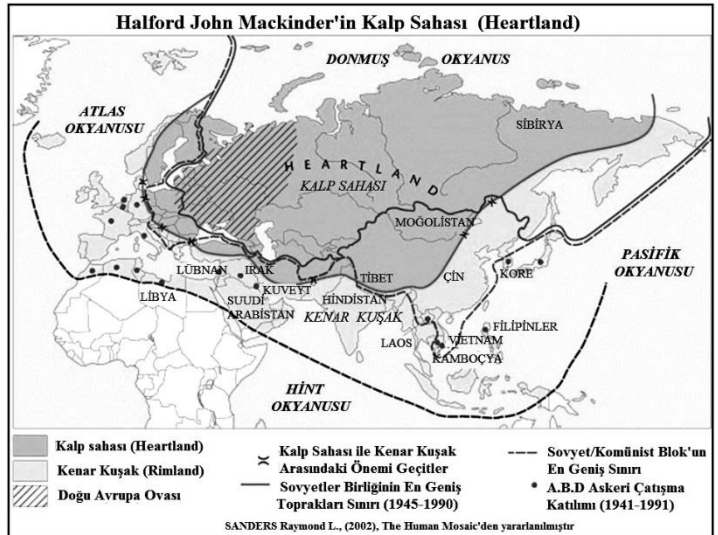 Halford John Mackinder'in Kalp Sahası (Heartland)
DONMUŞ OKYANUS
ATLAS
OKYANUSU
SİBİRYA
HEARTLAND
KALP SAHASI
MOĞOLİSTAN
PASİFİK
OKYANUSU
LÜBNAN
IRAK
TİBET
ÇİN
KORE
KUVEYT
LİBYA
SUUDİ
ARABİSTAN
HİNDİSTAN
KENAR KUŞAK
LAOS
VİETNAM
FİLİPİNLER
KAMBOÇYA
HİNT
OKYANUSU
Kalp sahası (Heartland)
Kenar Kuşak (Rimland)
Doğu Avrupa Ovası
Kalp Sahası ile Kenar Kuşak
Arasındaki Önemi Geçitler
Sovyetler Birliğinin En Geniş
Toprakları Sınırı (1945-1990)
Sovyet/Komünist Blok'un
En Geniş Sınırı
A.B.D Askeri Çatışma
Katılımı (1941-1991)
SANDERS Raymond L., (2002), The Human Mosaic'den yararlanılmıştır